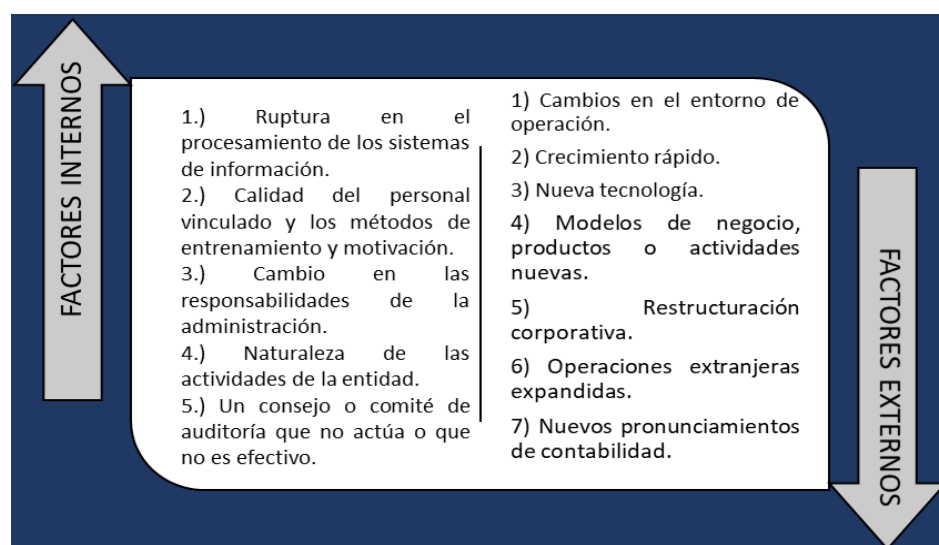 FACTORES INTERNOS
1.) Ruptura en el
procesamiento de los sistemas
de información.
2.) Calidad del personal
vinculado y los métodos de
entrenamiento y motivación.
3.) Cambio en las
responsabilidades de la
administración.
4.) Naturaleza de las
actividades de la entidad.
5.) Un consejo o comité de
auditoría que no actúa o que
no es efectivo.
1) Cambios en el entorno de
operación.
2) Crecimiento rápido.
3) Nueva tecnología.
4) Modelos de negocio,
productos o actividades
nuevas.
5) Restructuración
corporativa.
6) Operaciones extranjeras
expandidas.
7) Nuevos pronunciamientos
de contabilidad.
FACTORES EXTERNOS